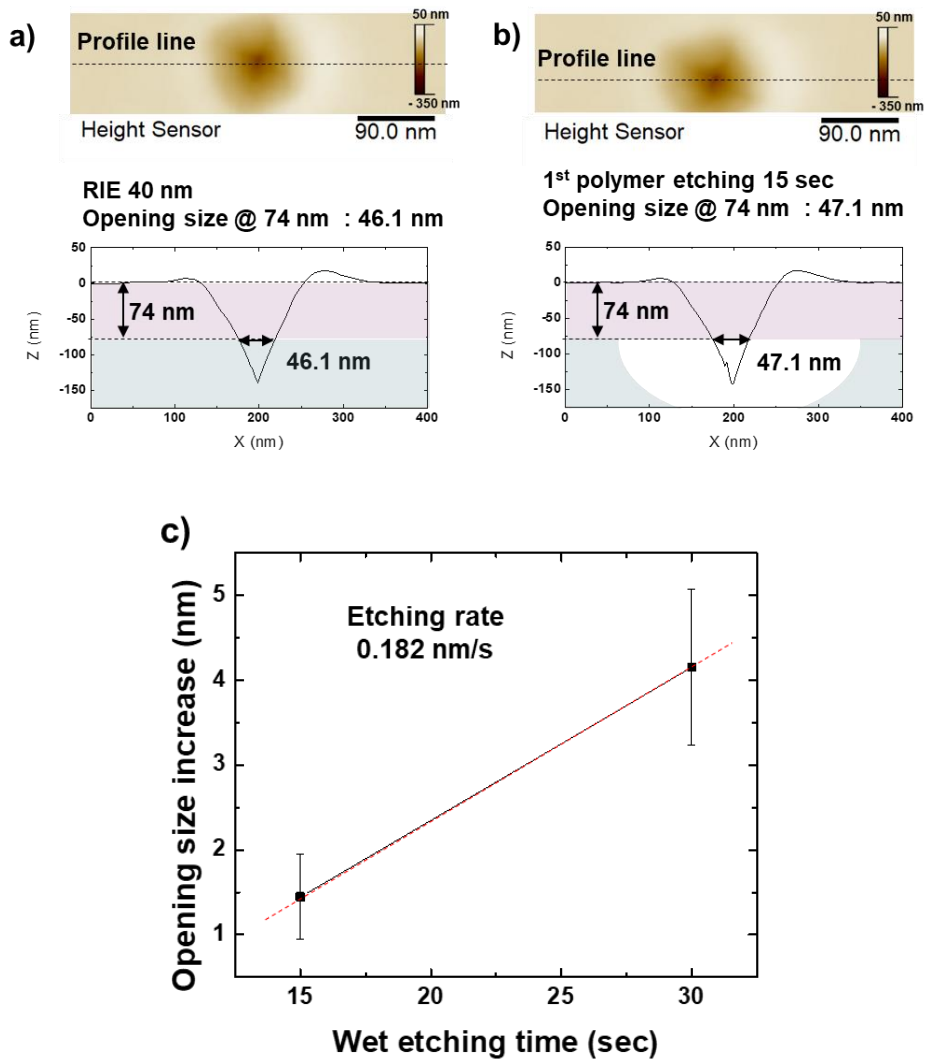 a)
Profile line
50 nm
- 350 nm
Height Sensor
90.0 nm
RIE 40 nm
Opening size @ 74 nm : 46.1 nm
50
0
-50
-100
-150
Z (nm)
74 nm
46.1 nm
0
100
200
300
400
X (nm)
b)
Profile line
50 nm
- 350 nm
Height Sensor
90.0 nm
1st polymer etching 15 sec
Opening size @ 74 nm : 47.1 nm
50
0
-50
-100
-150
Z (nm)
74 nm
47.1 nm
0
100
200
300
400
X (nm)
c)
Opening size increase (nm)
5
4
3
2
1
Etching rate
0.182 nm/s
15
20
25
30
Wet etching time (sec)